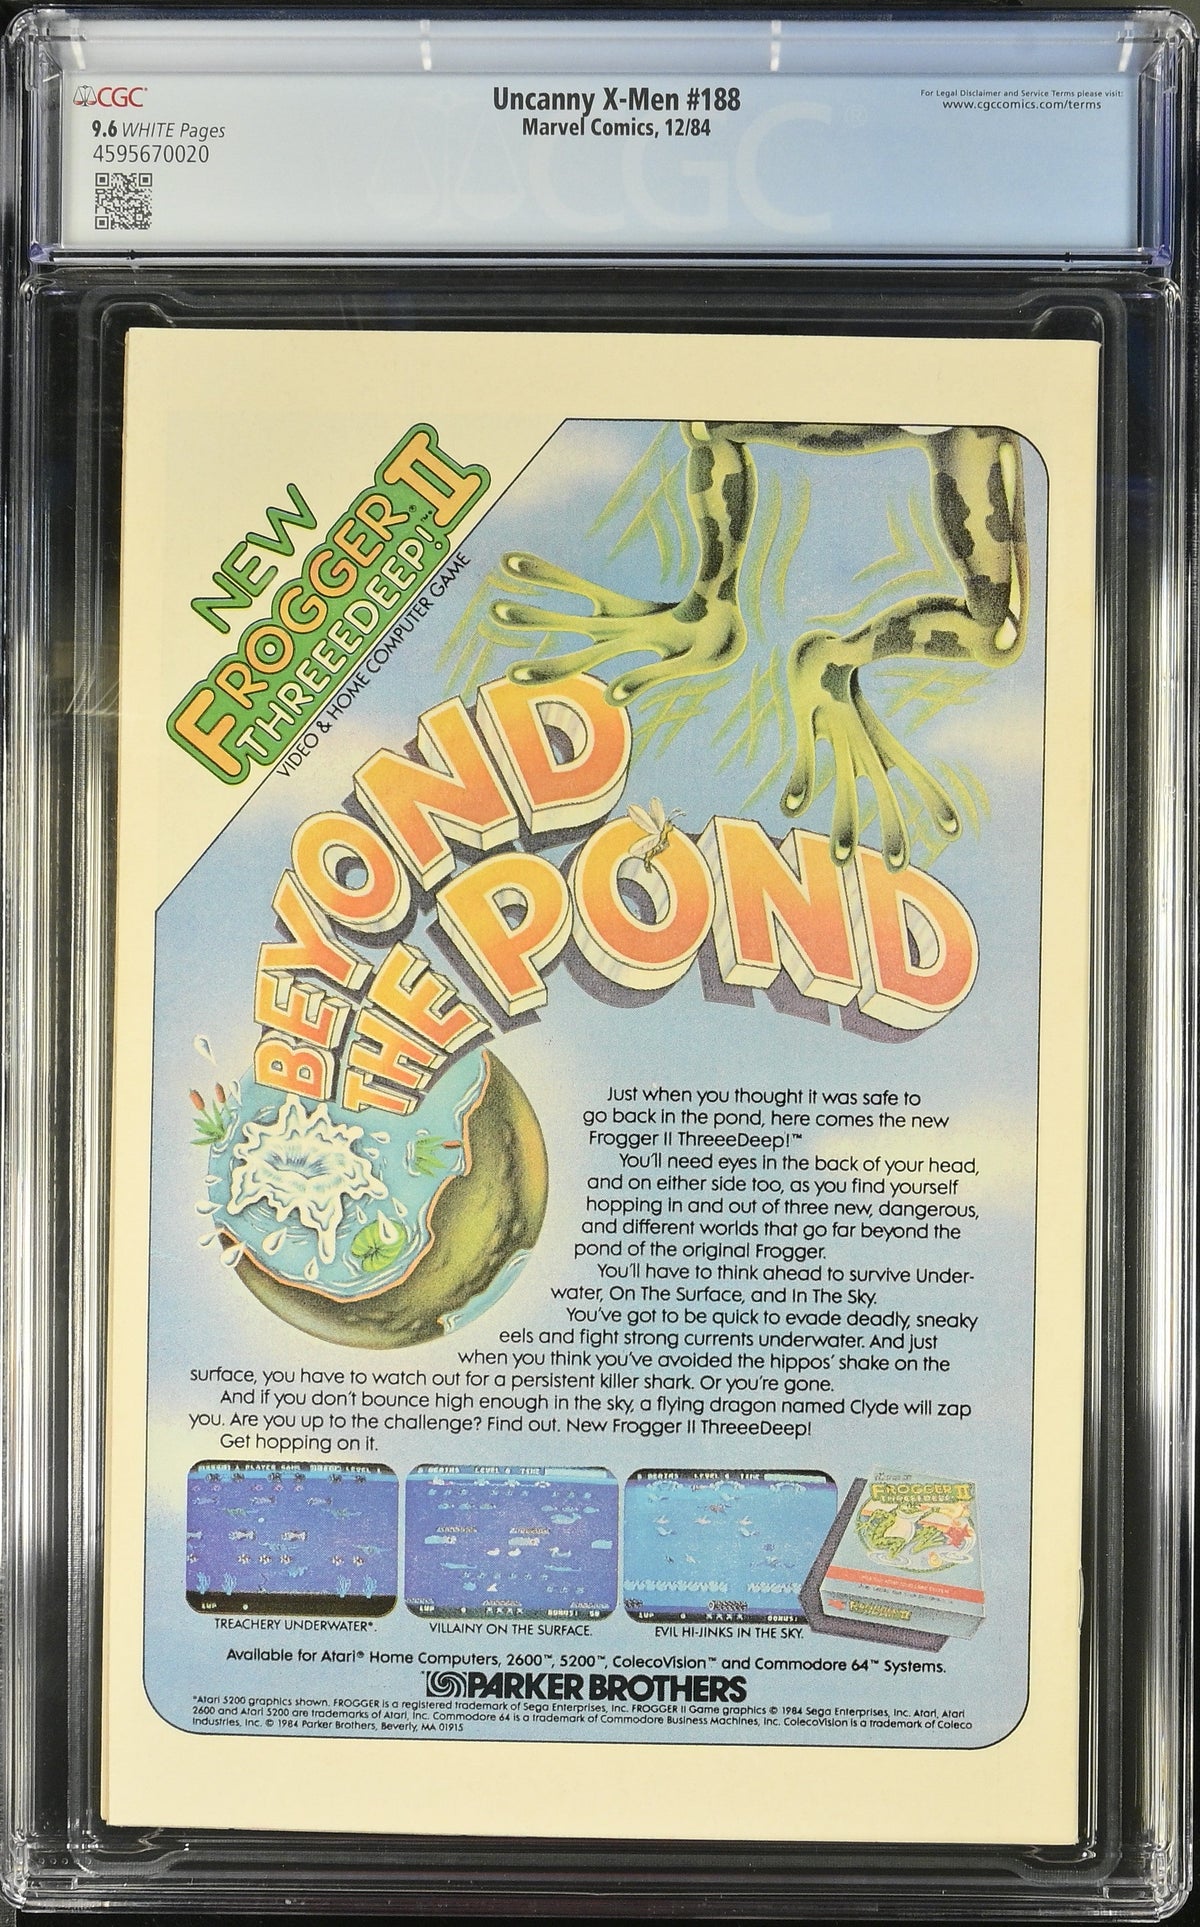 CGC
9.6 WHITE Pages
4595670020
Uncanny X-Men #188
Marvel Comics, 12/84
For Legal Disclaimer and Service Terms please visit:
www.cgccomics.com/terms
CGC
NEW
FROGGER® II
THREEEDEEP!™
VIDEO & HOME COMPUTER GAME
BEYOND
THE POND
Just when you thought it was safe to
go back in the pond, here comes the new
Frogger II ThreeeDeep!™
You'll need eyes in the back of your head,
and on either side too, as you find yourself
hopping in and out of three new, dangerous,
and different worlds that go far beyond the
pond of the original Frogger.
You'll have to think ahead to survive Under-
water, On The Surface, and In The Sky.
You've got to be quick to evade deadly, sneaky
eels and fight strong currents underwater. And just
when you think you've avoided the hippos' shake on the
surface, you have to watch out for a persistent killer shark. Or you're gone.
And if you don't bounce high enough in the sky, a flying dragon named Clyde will zap
you. Are you up to the challenge? Find out. New Frogger II ThreeeDeep!
Get hopping on it.
FROGGER II
THREEEDEEP!
TREACHERY UNDERWATER*.
VILLAINY ON THE SURFACE.
EVIL HI-JINKS IN THE SKY.
Available for Atari® Home Computers, 2600™, 5200™, ColecoVision™ and Commodore 64™ Systems.
PARKER BROTHERS
*Atari 5200 graphics shown. FROGGER is a registered trademark of Sega Enterprises, Inc. FROGGER II Game graphics © 1984 Sega Enterprises, Inc. Atari, Atari
2600 and Atari 5200 are trademarks of Atari, Inc. Commodore 64 is a trademark of Commodore Business Machines, Inc. ColecoVision is a trademark of Coleco
Industries, Inc. © 1984 Parker Brothers, Beverly, MA 01915